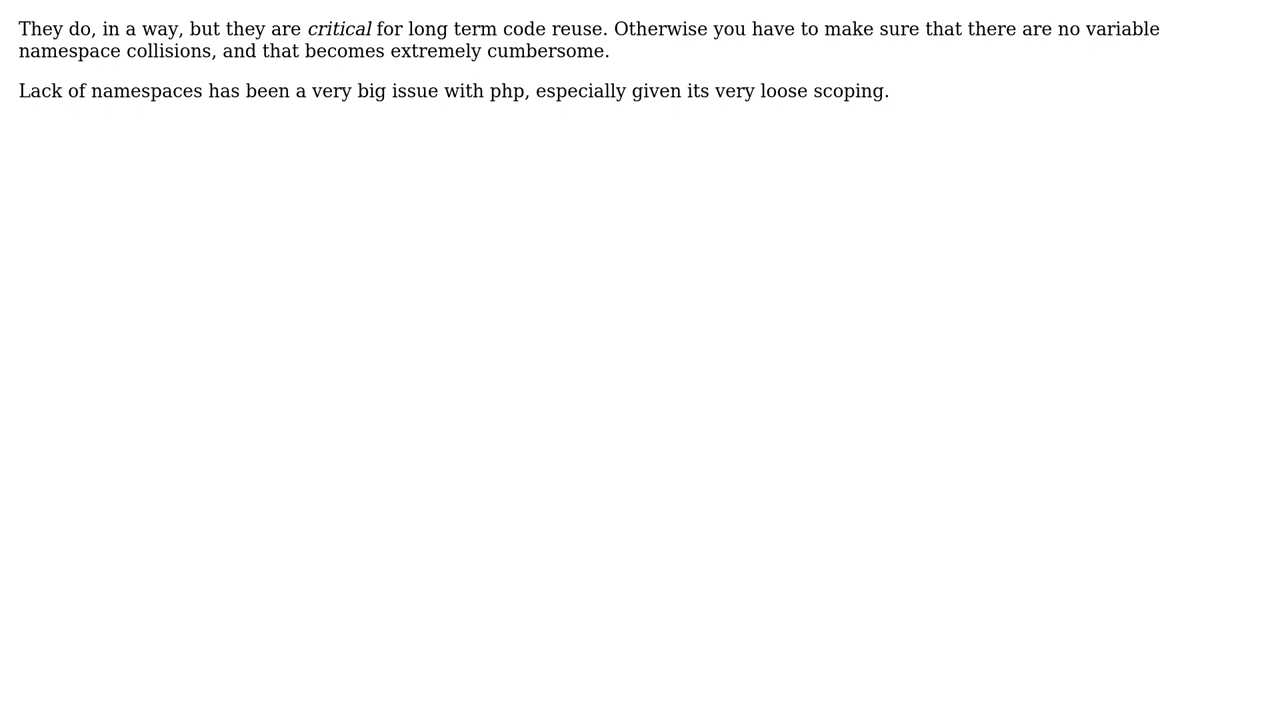 They do, in a way, but they are critical for long term code reuse. Otherwise you have to make sure that there are no variable
namespace collisions, and that becomes extremely cumbersome.
Lack of namespaces has been a very big issue with php, especially given its very loose scoping.